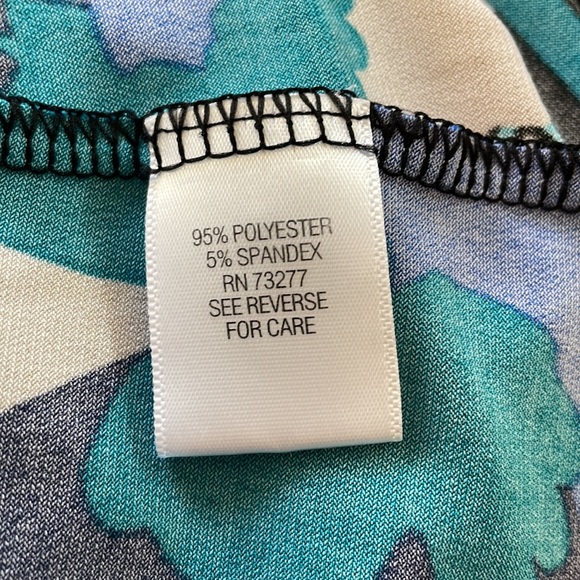 95% POLYESTER
5% SPANDEX
RN 73277
SEE REVERSE
FOR CARE